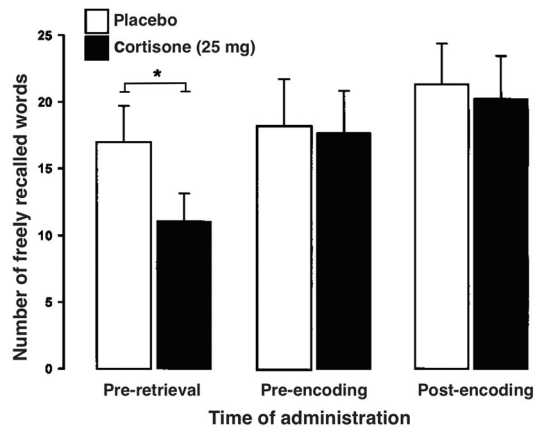 Placebo
Cortisone (25 mg)
*
25
20
15
10
5
0
Number of freely recalled words
Pre-retrieval
Pre-encoding
Post-encoding
Time of administration